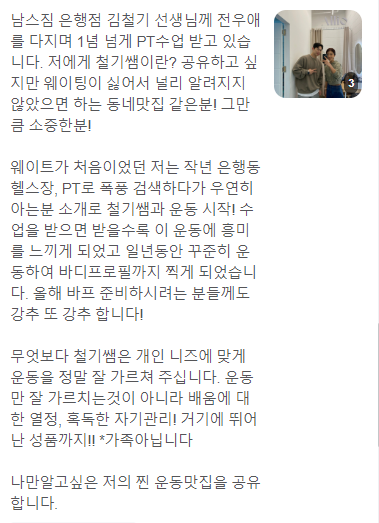 남스짐 은행점 김철기 선생님께 전우애
를 다지며 1념 넘게 PT수업 받고 있습
니다. 저에게 철기쌤이란? 공유하고 싶
지만 웨이팅이 싫어서 널리 알려지지
않았으면 하는 동네맛집 같은분! 그만
큼 소중한분!
웨이트가 처음이었던 저는 작년 은행동
헬스장, PT로 폭풍 검색하다가 우연히
아는분 소개로 철기쌤과 운동 시작! 수
업을 받으면 받을수록 이 운동에 흥미
를 느끼게 되었고 일년동안 꾸준히 운
동하여 바디프로필까지 찍게 되었습니
다. 올해 바프 준비하시려는 분들께도
강추 또 강추 합니다!
무엇보다 철기쌤은 개인 니즈에 맞게
운동을 정말 잘 가르쳐 주십니다. 운동
만 잘 가르치는것이 아니라 배움에 대
한 열정, 혹독한 자기관리! 거기에 뛰어
난 성품까지!! *가족아닙니다
나만알고싶은 저의 찐 운동맛집을 공유
합니다.
3